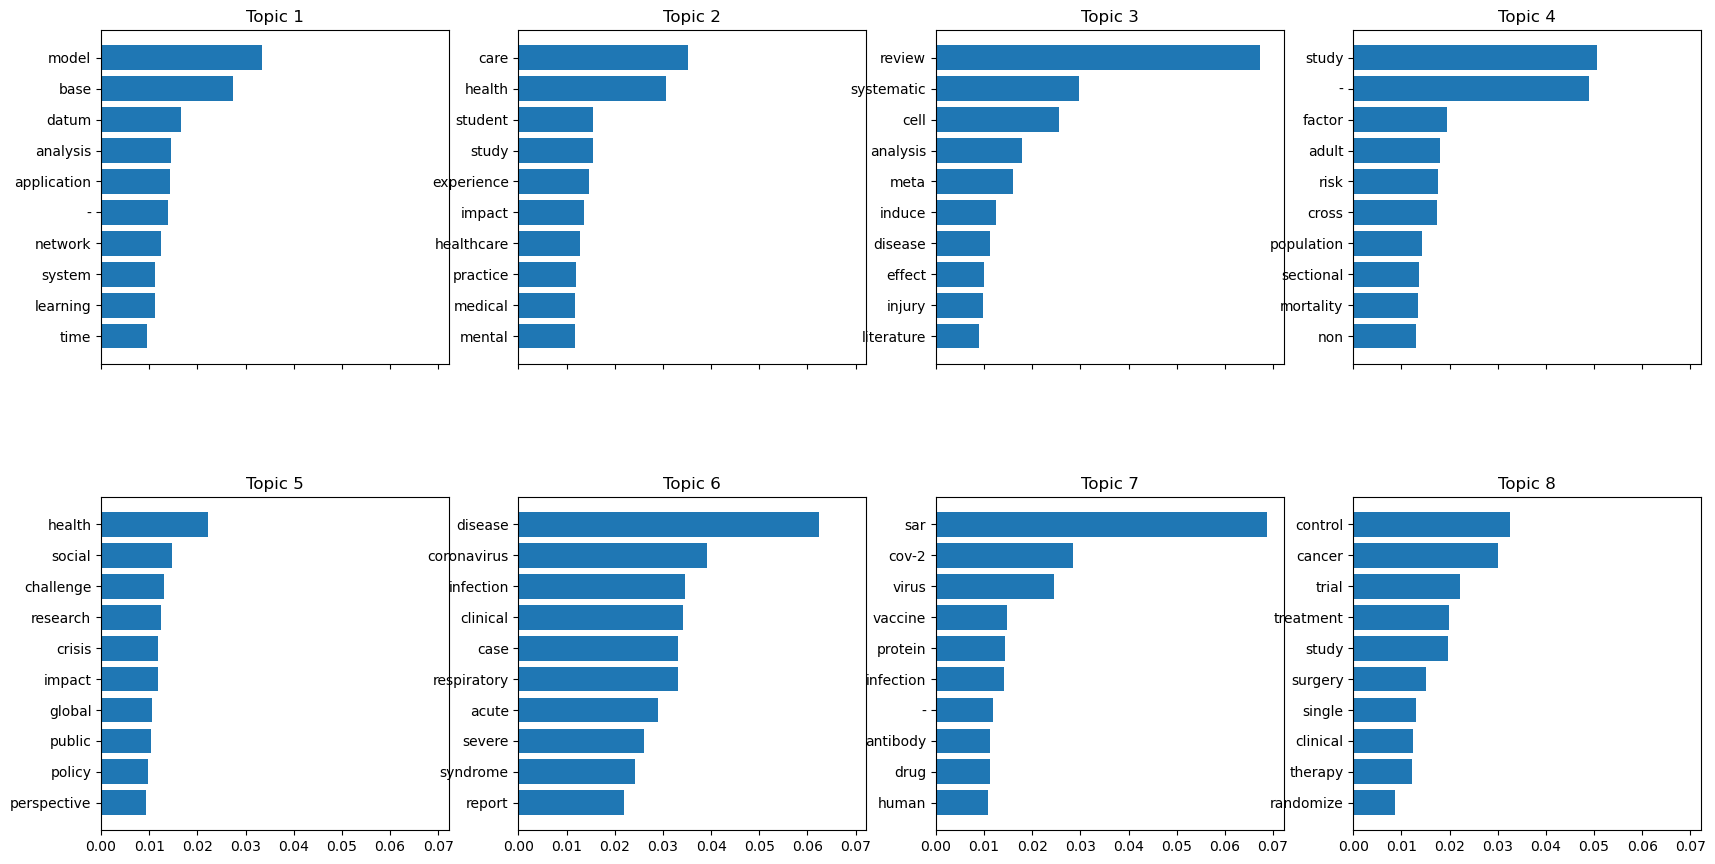 Topic 1
model
base
datum
analysis
application
-
network
system
learning
time
Topic 2
care
health
student
study
experience
impact
healthcare
practice
medical
mental
Topic 3
review
systematic
cell
analysis
meta
induce
disease
effect
injury
literature
Topic 4
study
-
factor
adult
risk
cross
population
sectional
mortality
non
Topic 5
health
social
challenge
research
crisis
impact
global
public
policy
perspective
0.00 0.01 0.02 0.03 0.04 0.05 0.06 0.07
Topic 6
disease
coronavirus
infection
clinical
case
respiratory
acute
severe
syndrome
report
0.00 0.01 0.02 0.03 0.04 0.05 0.06 0.07
Topic 7
sar
cov-2
virus
vaccine
protein
infection
-
antibody
drug
human
0.00 0.01 0.02 0.03 0.04 0.05 0.06 0.07
Topic 8
control
cancer
trial
treatment
study
surgery
single
clinical
therapy
randomize
0.00 0.01 0.02 0.03 0.04 0.05 0.06 0.07